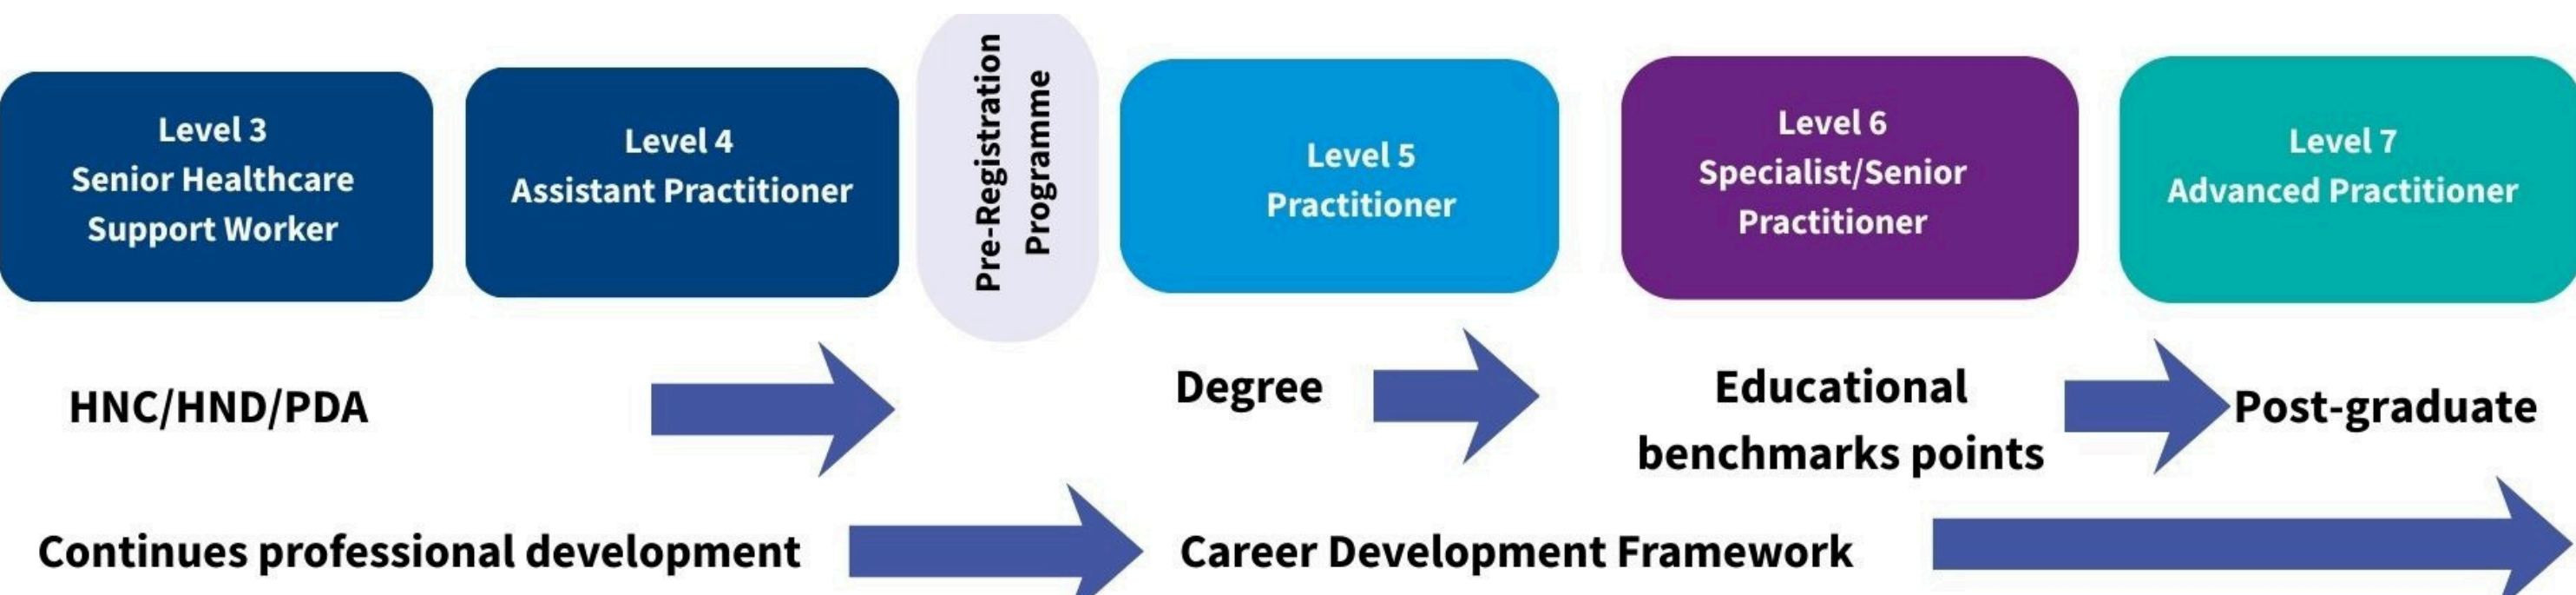 Level 3
Senior Healthcare
Support Worker
Level 4
Assistant Practitioner
Pre-Registration
Programme
Level 5
Practitioner
Level 6
Specialist/Senior
Practitioner
Level 7
Advanced Practitioner
HNC/HND/PDA
Degree
Educational
benchmarks points
Post-graduate
Continues professional development
Career Development Framework